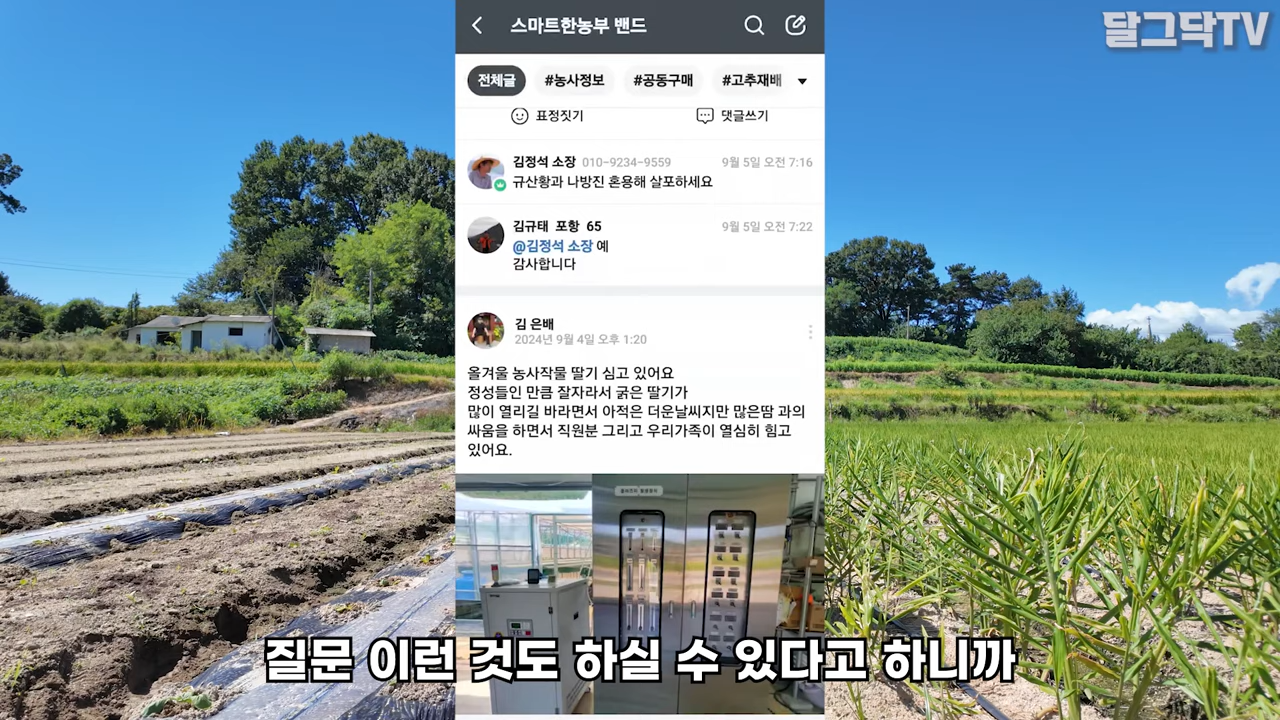 달그닥TV
스마트한농부 밴드
전체글 #농사정보 #공동구매 #고추재배
표정짓기 댓글쓰기
김정석 소장 010-9234-9559 9월 5일 오전 7:16
규산황과 나방진 혼용해 살포하세요
김규태 포항 65 9월 5일 오전 7:22
@김정석 소장 예
감사합니다
김 은배
2024년 9월 4일 오후 1:20
올겨울 농사작물 딸기 심고 있어요
정성들인 만큼 잘자라서 굵은 딸기가
많이 열리길 바라면서 아적은 더운날씨지만 많은땀 과의
싸움을 하면서 직원분 그리고 우리가족이 열심히 힘고
있어요.
질문 이런 것도 하실 수 있다고 하니까